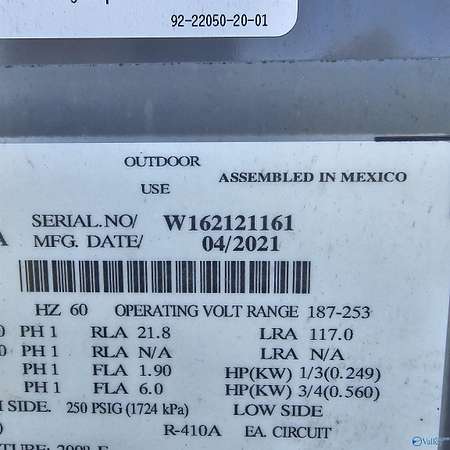 92-22050-20-01
OUTDOOR
USE
ASSEMBLED IN MEXICO
SERIAL.NO/ W162121161
MFG. DATE/ 04/2021
HZ 60 OPERATING VOLT RANGE 187-253
PH 1 RLA 21.8 LRA 117.0
PH 1 RLA N/A LRA N/A
PH 1 FLA 1.90 HP(KW) 1/3(0.249)
PH 1 FLA 6.0 HP(KW) 3/4(0.560)
SIDE. 250 PSIG (1724 kPa) LOW SIDE
R-410A EA. CIRCUIT